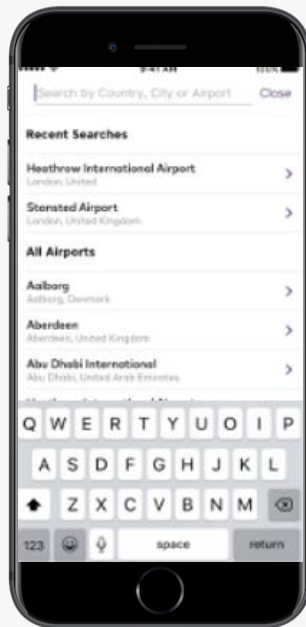 9:41 AM 100%
Search by Country, City or Airport Close
Recent Searches
Heathrow International Airport
London, United
Stansted Airport
London, United Kingdom
All Airports
Aalborg
Aalborg, Denmark
Aberdeen
Aberdeen, United Kingdom
Abu Dhabi International
Abu Dhabi, United Arab Emirates
Q W E R T Y U O I P
A S D F G H J K L
Z X C V B N M
123 space return